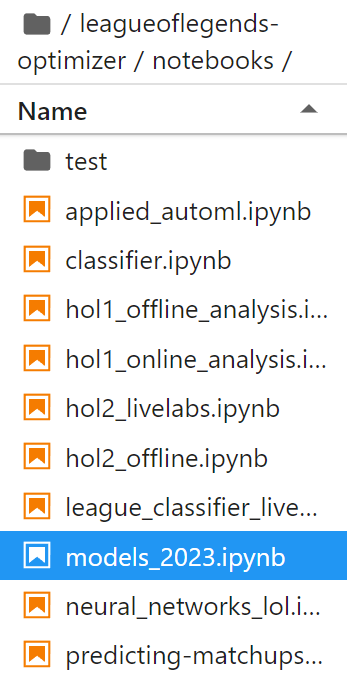 / leagueoflegends-
optimizer / notebooks /
Name
test
applied_automl.ipynb
classifier.ipynb
hol1_offline_analysis.i...
hol1_online_analysis.i...
hol2_livelabs.ipynb
hol2_offline.ipynb
league_classifier_live...
models_2023.ipynb
neural_networks_lol.i...
predicting-matchups...